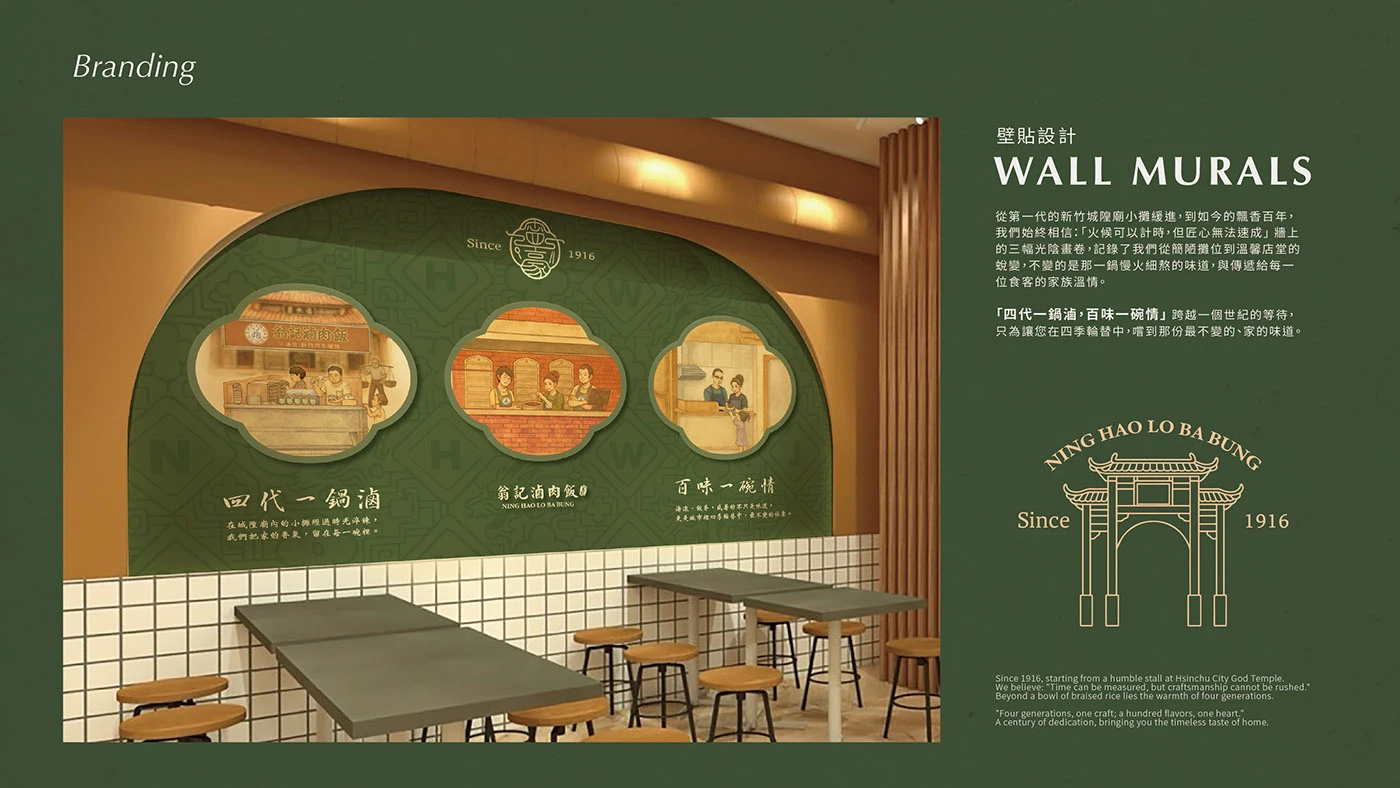 Branding
Since
1916
翁記滷肉飯
N
H
W
H
W
J
四代一鍋滷
在城隍廟內的小攤經過時光淬鍊，
我們把家的香氣，留在每一碗裡。
翁記滷肉飯
NING HAO LO BA BUNG
百味一碗情
壁貼設計
WALL MURALS
從第一代的新竹城隍廟小攤緩進，到如今的飄香百年，
我們始終相信：「火候可以計時，但匠心無法速成」牆上
的三幅光陰畫卷，記錄了我們從簡陋攤位到溫馨店堂的
蛻變，不變的是那一鍋慢火細熬的味道，與傳遞給每一
位食客的家族溫情。
「四代一鍋滷，百味一碗情」跨越一個世紀的等待，
只為讓您在四季輪替中，嚐到那份最不變的、家的味道。
NING HAO LO BA BUNG
Since
1916
Since 1916, starting from a humble stall at Hsinchu City God Temple.
We believe: "Time can be measured, but craftsmanship cannot be rushed."
Beyond a bowl of braised rice lies the warmth of four generations.
"Four generations, one craft; a hundred flavors, one heart."
A century of dedication, bringing you the timeless taste of home.